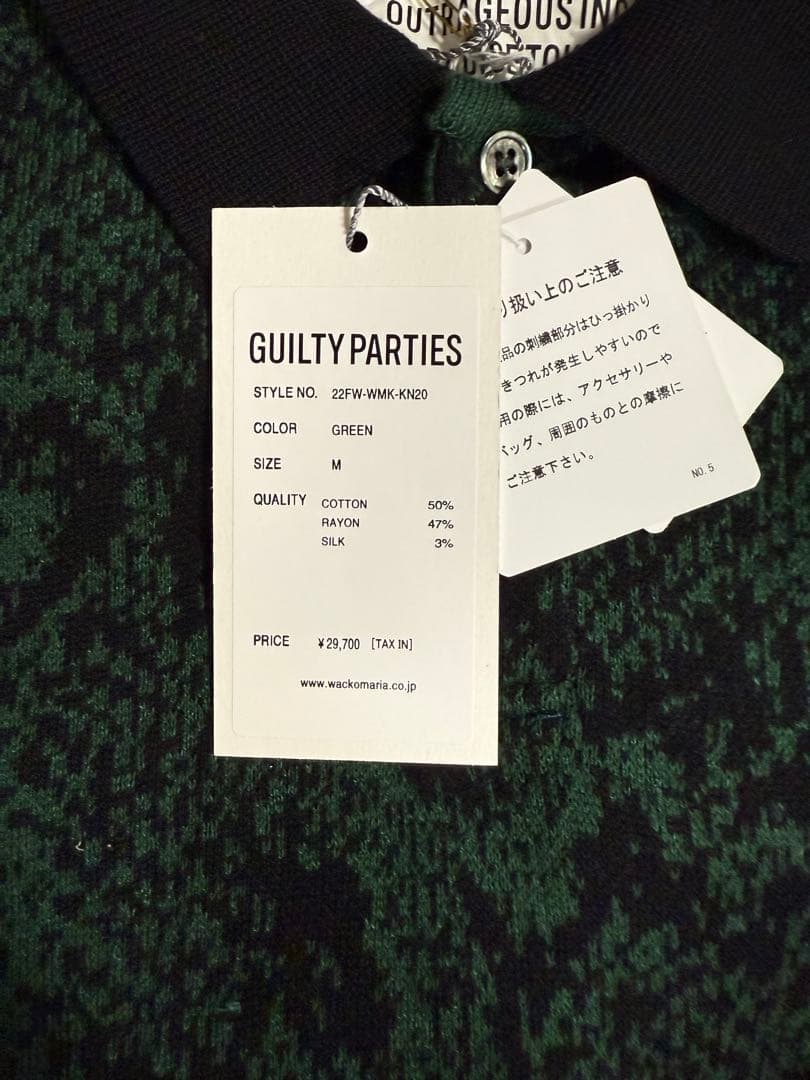 OUTRAGEOUS IN
GUILTY PARTIES
STYLE NO. 22FW-WMK-KN20
COLOR GREEN
SIZE M
QUALITY COTTON 50%
RAYON 47%
SILK 3%
PRICE ¥29,700 [TAX IN]
www.wackomaria.co.jp
り扱い上のご注意
品の刺繍部分はひっ掛かり
きつれが発生しやすいので
用の際には、アクセサリーや
バッグ、周囲のものとの摩擦に
ご注意下さい。
NO.5